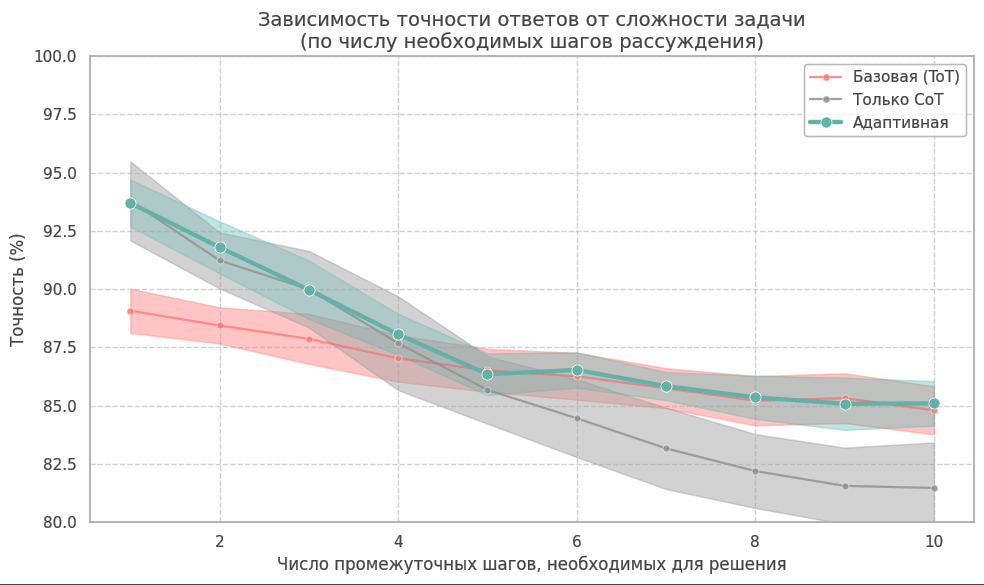 Зависимость точности ответов от сложности задачи
(по числу необходимых шагов рассуждения)
100.0
97.5
95.0
92.5
90.0
87.5
85.0
82.5
80.0
Точность (%)
Базовая (ToT)
Только CoT
Адаптивная
2 4 6 8 10
Число промежуточных шагов, необходимых для решения